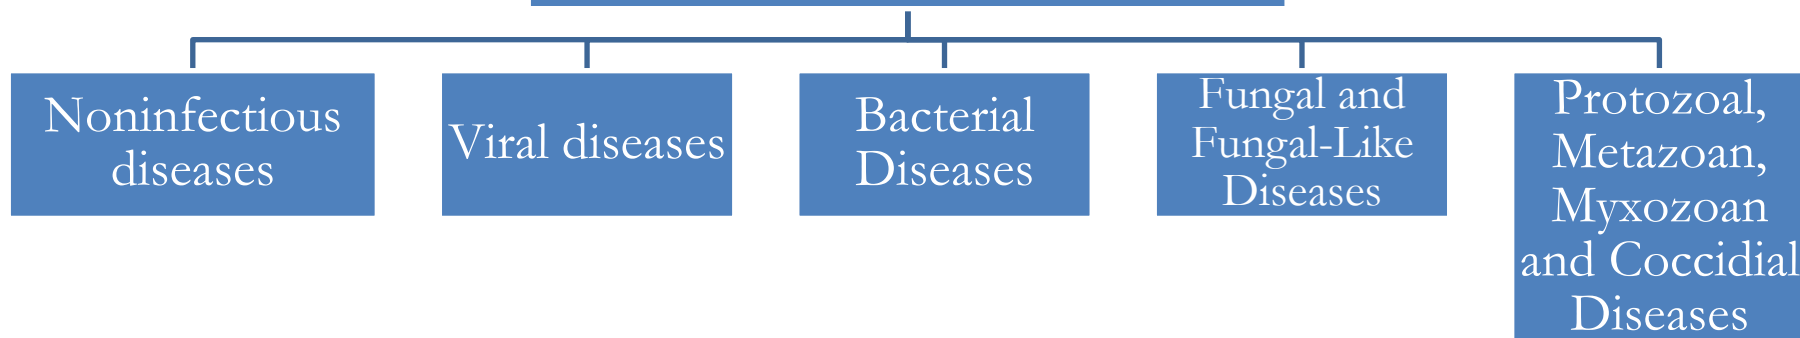 Noninfectious
diseases
Viral diseases
Bacterial
Diseases
Fungal and
Fungal-Like
Diseases
Protozoal,
Metazoan,
Myxozoan
and Coccidial
Diseases